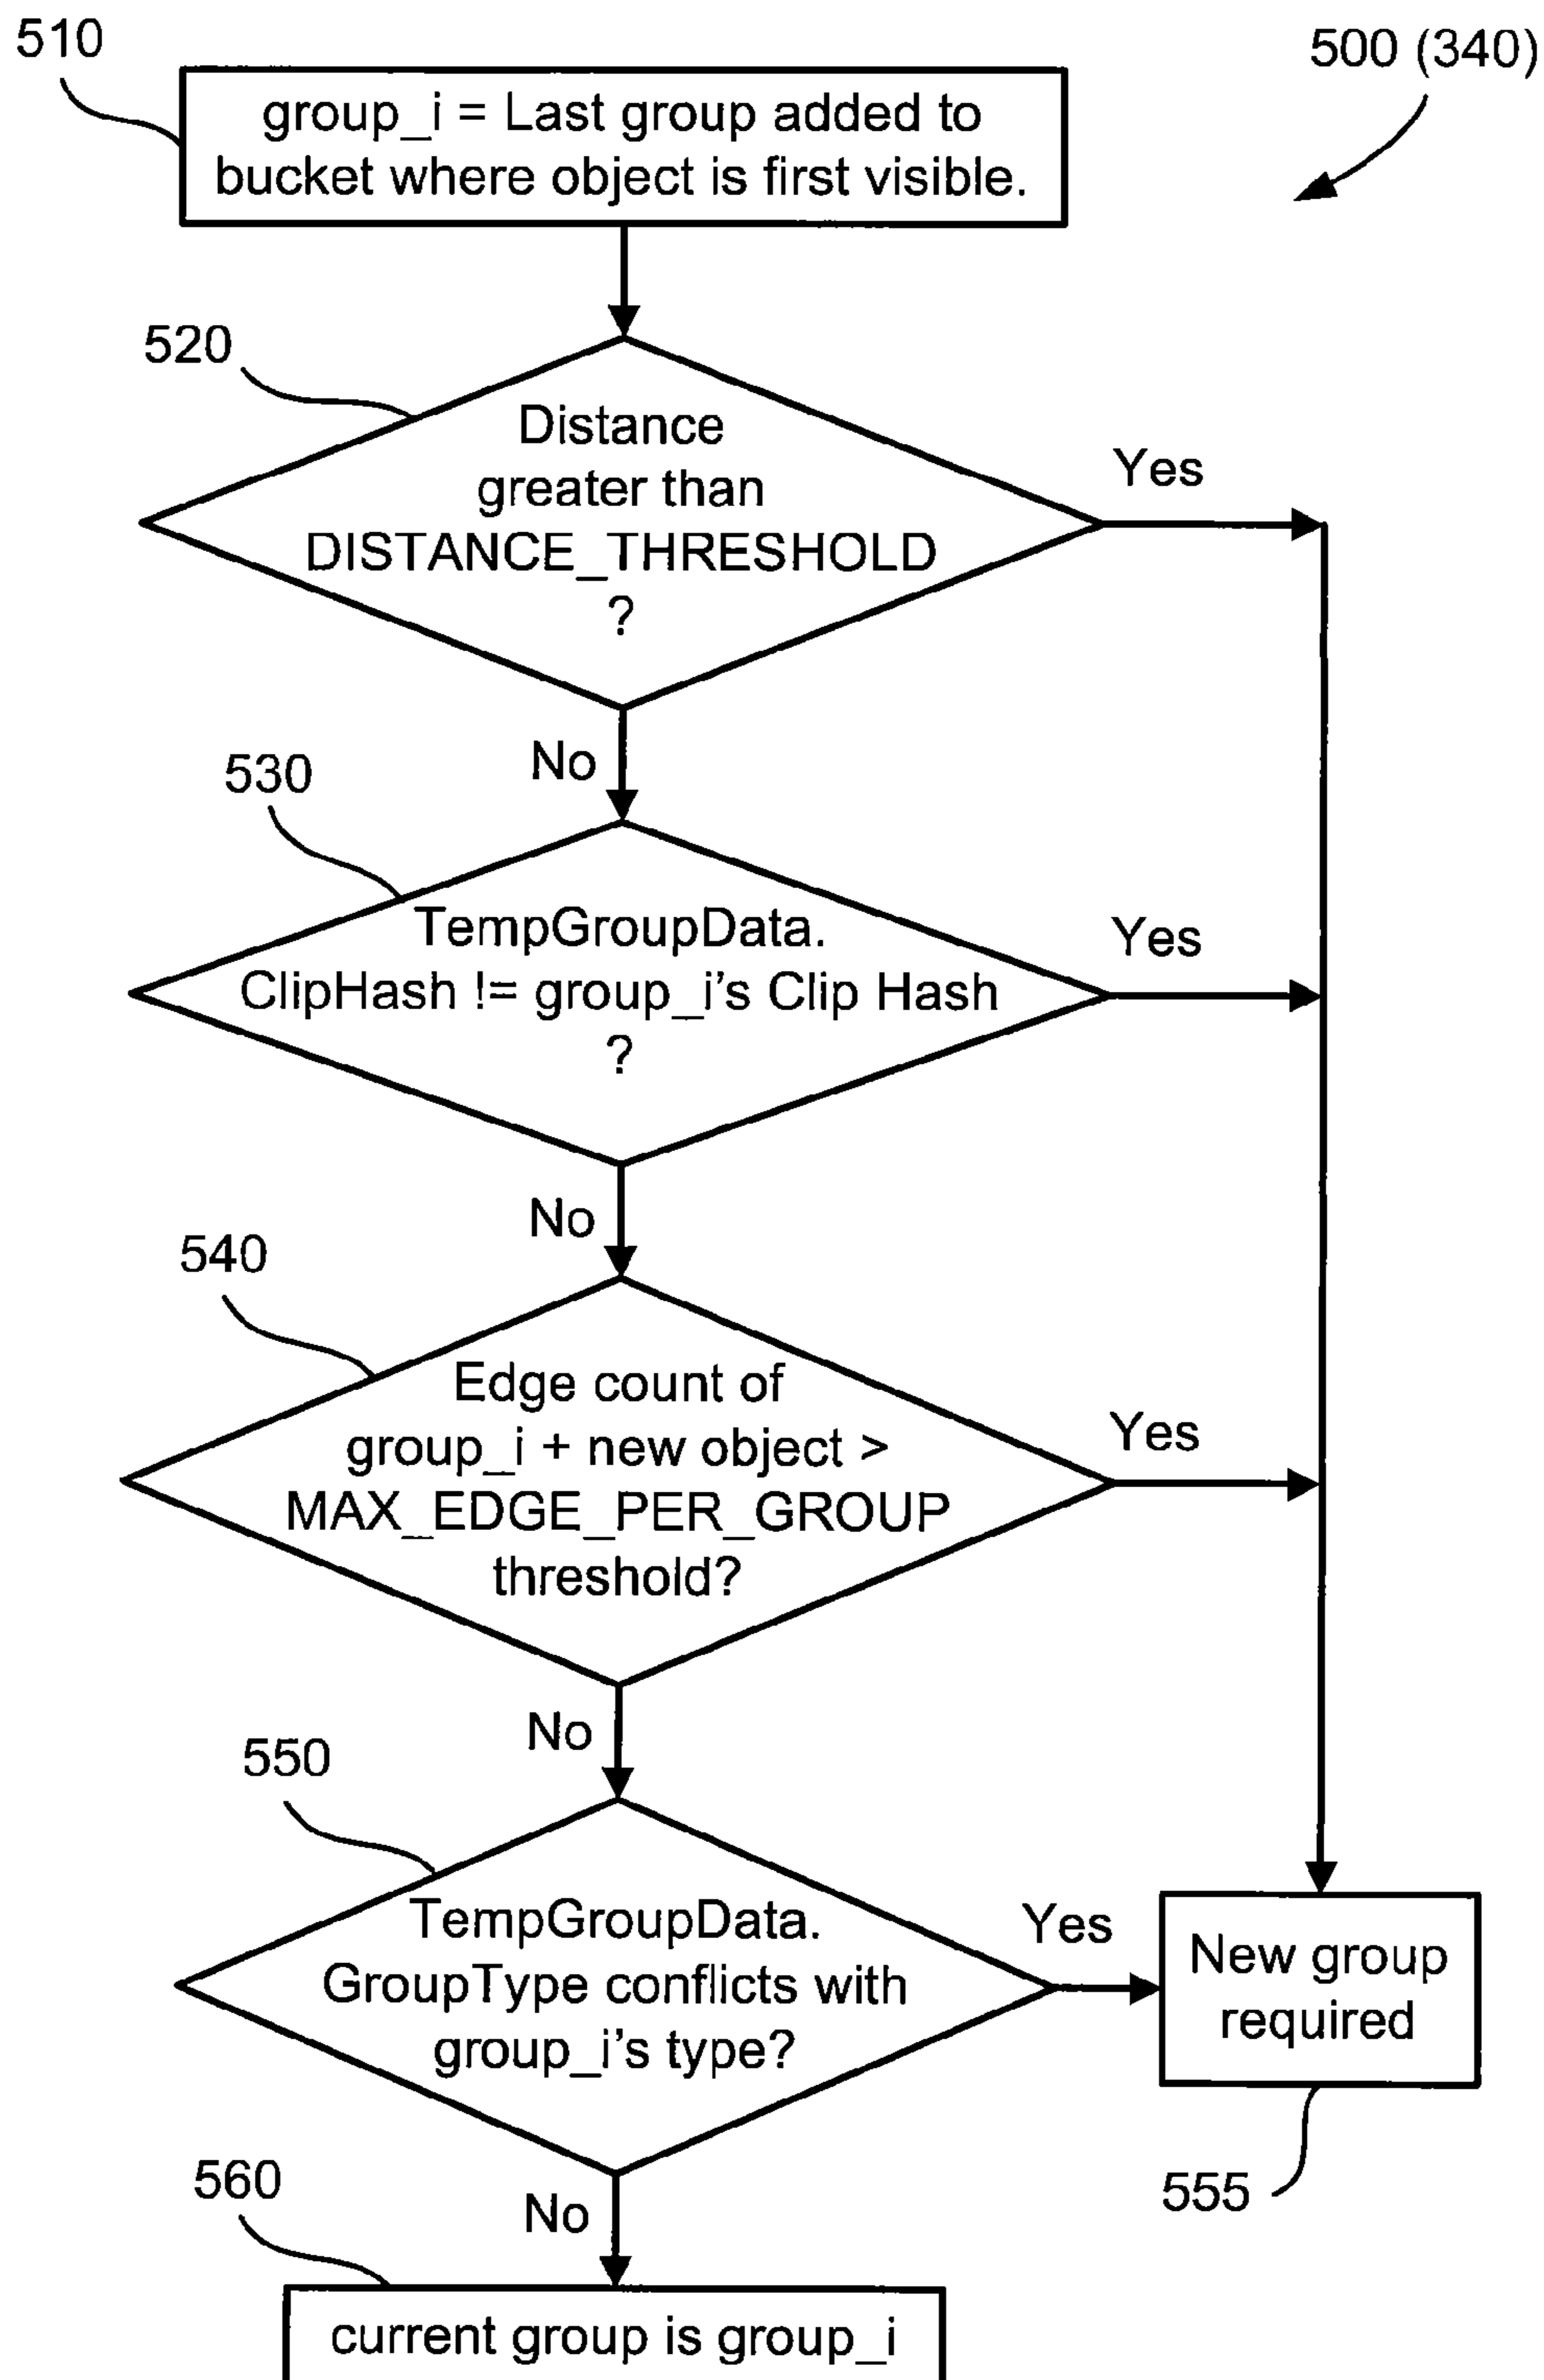 510
500 (340)
group_i = Last group added to
bucket where object is first visible.
520
Distance
greater than
DISTANCE_THRESHOLD
?
Yes
No
530
TempGroupData.
ClipHash != group_i's Clip Hash
?
Yes
No
540
Edge count of
group_i + new object >
MAX_EDGE_PER_GROUP
threshold?
Yes
No
550
TempGroupData.
GroupType conflicts with
group_i's type?
Yes
New group
required
555
No
560
current group is group_i